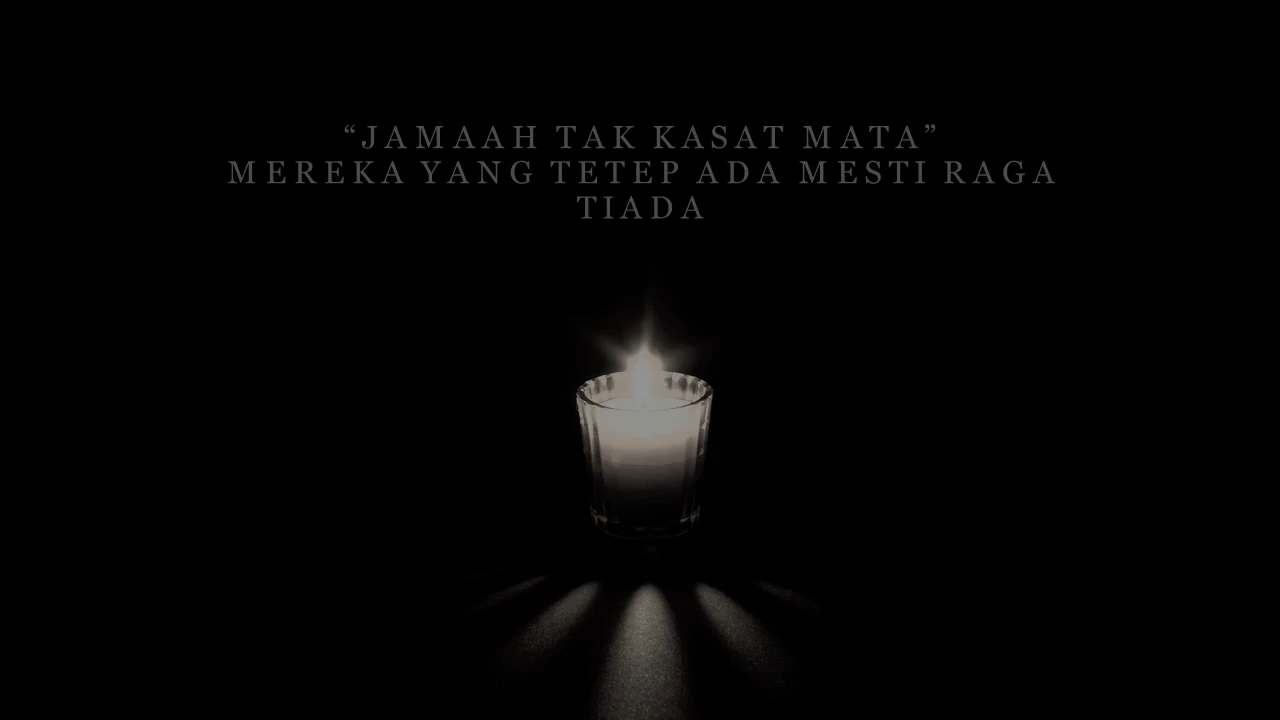 “JAMAAH TAK KASAT MATA”
MEREKA YANG TETEP ADA MESTI RAGA
TIADA